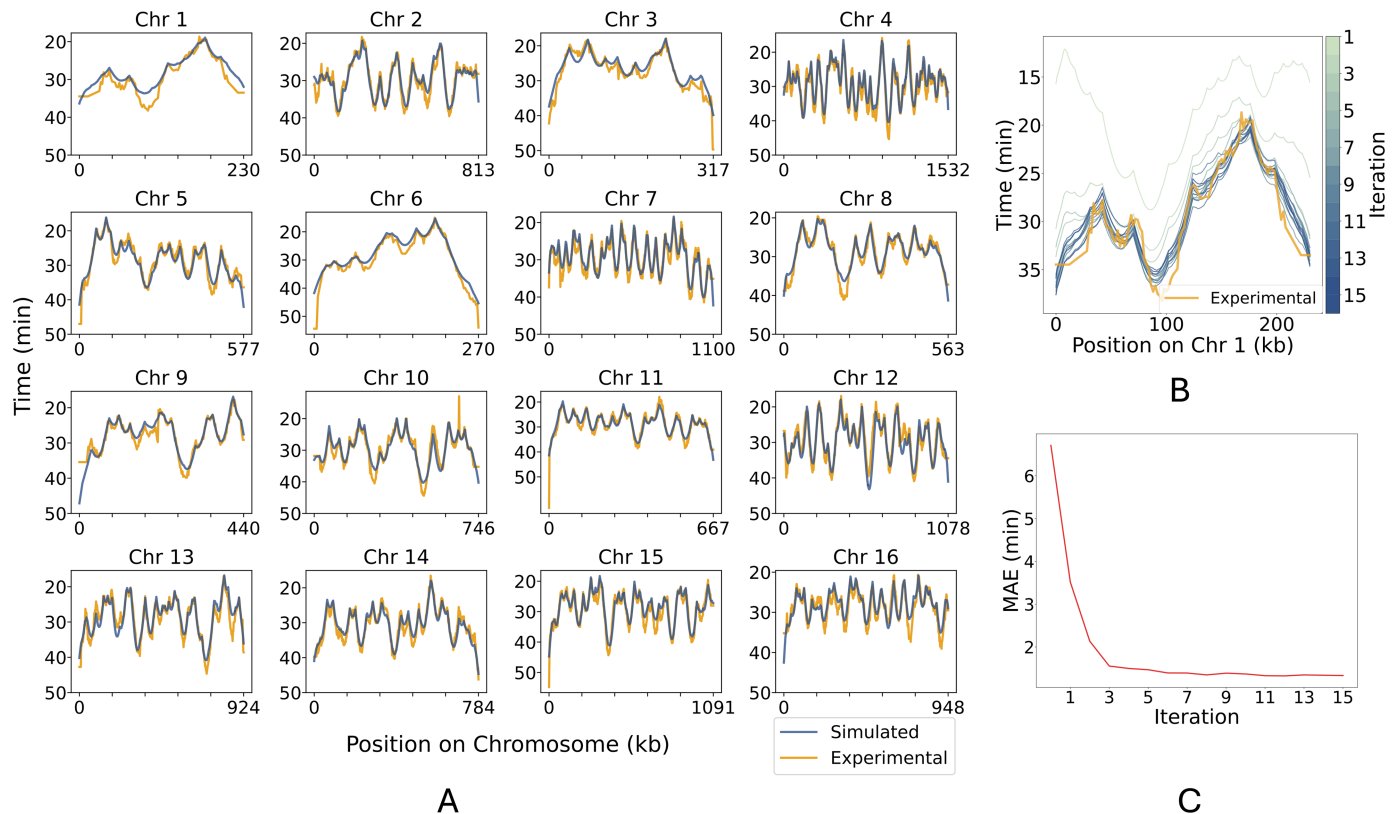 Chr 1 Chr 2 Chr 3 Chr 4
20 20 20 20
30 30 30 30
40 40 40 40
50 50 50 50
0 230 0 813 0 317 0 1532
Chr 5 Chr 6 Chr 7 Chr 8
20 20 20 20
30 30 30 30
40 40 40 40
50 50 50 50
0 577 0 270 0 1100 0 563
Chr 9 Chr 10 Chr 11 Chr 12
20 20 20 20
30 30 30 30
40 40 40 40
50 50 50 50
0 440 0 746 0 667 0 1078
Chr 13 Chr 14 Chr 15 Chr 16
20 20 20 20
30 30 30 30
40 40 40 40
50 50 50 50
0 924 0 784 0 1091 0 948
Time (min)
Position on Chromosome (kb)
Simulated
Experimental
A
15
20
25
30
35
Time (min)
0 100 200
Position on Chr 1 (kb)
Experimental
1
3
5
7
9
11
13
15
Iteration
B
6
5
4
3
2
MAE (min)
1 3 5 7 9 11 13 15
Iteration
C